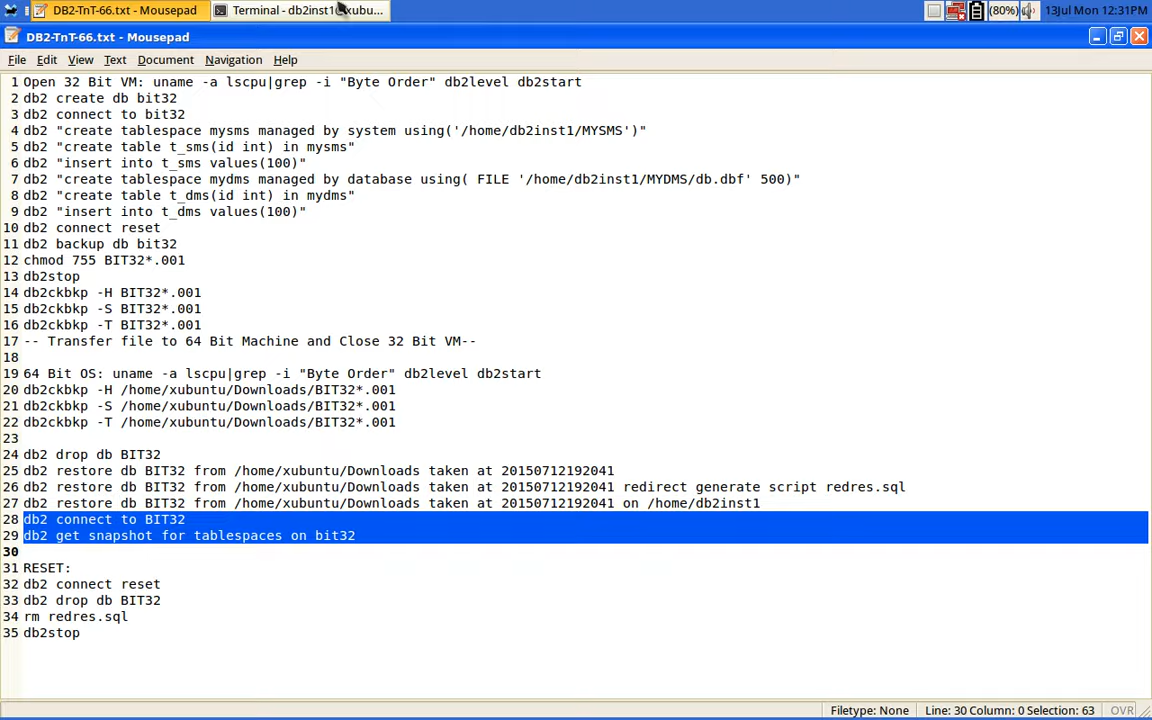 DB2-TnT-66.txt - Mousepad
Terminal - db2inst1@xubu...
(80%)
13Jul Mon 12:31PM
DB2-TnT-66.txt - Mousepad
File Edit View Text Document Navigation Help
1 Open 32 Bit VM: uname -a lscpu|grep -i "Byte Order" db2level db2start
2 db2 create db bit32
3 db2 connect to bit32
4 db2 "create tablespace mysms managed by system using('/home/db2inst1/MYSMS')"
5 db2 "create table t_sms(id int) in mysms"
6 db2 "insert into t_sms values(100)"
7 db2 "create tablespace mydms managed by database using( FILE '/home/db2inst1/MYDMS/db.dbf' 500)"
8 db2 "create table t_dms(id int) in mydms"
9 db2 "insert into t_dms values(100)"
10 db2 connect reset
11 db2 backup db bit32
12 chmod 755 BIT32*.001
13 db2stop
14 db2ckbkp -H BIT32*.001
15 db2ckbkp -S BIT32*.001
16 db2ckbkp -T BIT32*.001
17 -- Transfer file to 64 Bit Machine and Close 32 Bit VM--
18
19 64 Bit OS: uname -a lscpu|grep -i "Byte Order" db2level db2start
20 db2ckbkp -H /home/xubuntu/Downloads/BIT32*.001
21 db2ckbkp -S /home/xubuntu/Downloads/BIT32*.001
22 db2ckbkp -T /home/xubuntu/Downloads/BIT32*.001
23
24 db2 drop db BIT32
25 db2 restore db BIT32 from /home/xubuntu/Downloads taken at 20150712192041
26 db2 restore db BIT32 from /home/xubuntu/Downloads taken at 20150712192041 redirect generate script redres.sql
27 db2 restore db BIT32 from /home/xubuntu/Downloads taken at 20150712192041 on /home/db2inst1
28 db2 connect to BIT32
29 db2 get snapshot for tablespaces on bit32
30
31 RESET:
32 db2 connect reset
33 db2 drop db BIT32
34 rm redres.sql
35 db2stop
Filetype: None
Line: 30 Column: 0 Selection: 63
OVR